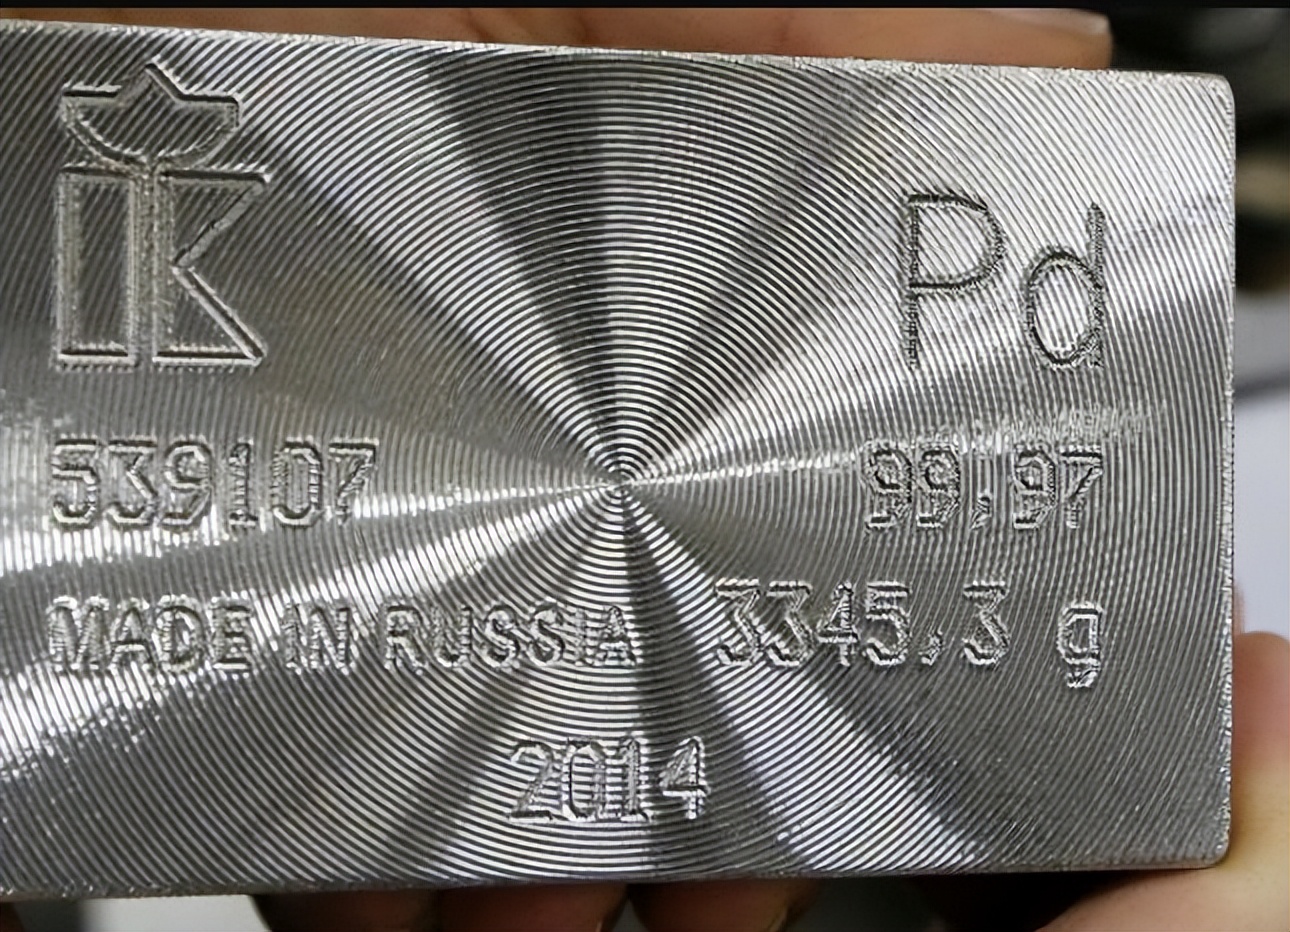 Pd
539107 99,97
MADE IN RUSSIA 3345,3 g
2014